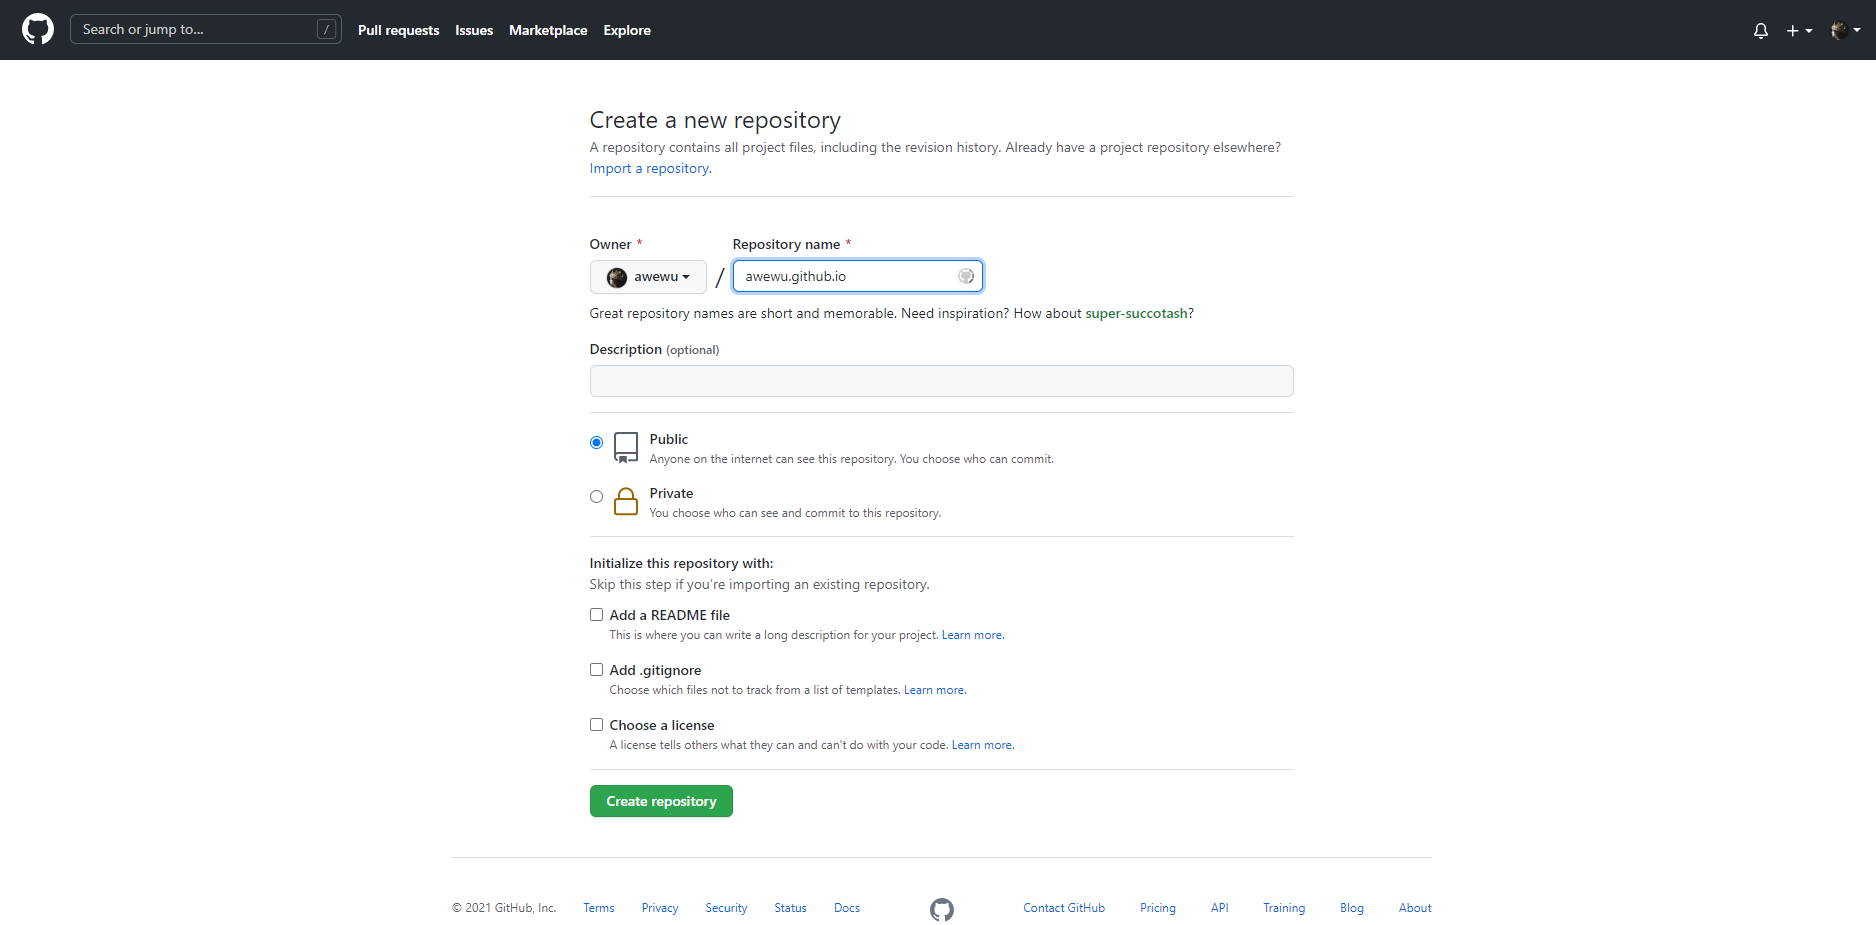 Search or jump to... /
Pull requests Issues Marketplace Explore
Create a new repository
A repository contains all project files, including the revision history. Already have a project repository elsewhere?
Import a repository.
Owner * Repository name *
awewu / awewu.github.io
Great repository names are short and memorable. Need inspiration? How about super-succotash?
Description (optional)
Public
Anyone on the internet can see this repository. You choose who can commit.
Private
You choose who can see and commit to this repository.
Initialize this repository with:
Skip this step if you're importing an existing repository.
Add a README file
This is where you can write a long description for your project. Learn more.
Add .gitignore
Choose which files not to track from a list of templates. Learn more.
Choose a license
A license tells others what they can and can't do with your code. Learn more.
Create repository
© 2021 GitHub, Inc. Terms Privacy Security Status Docs Contact GitHub Pricing API Training Blog About